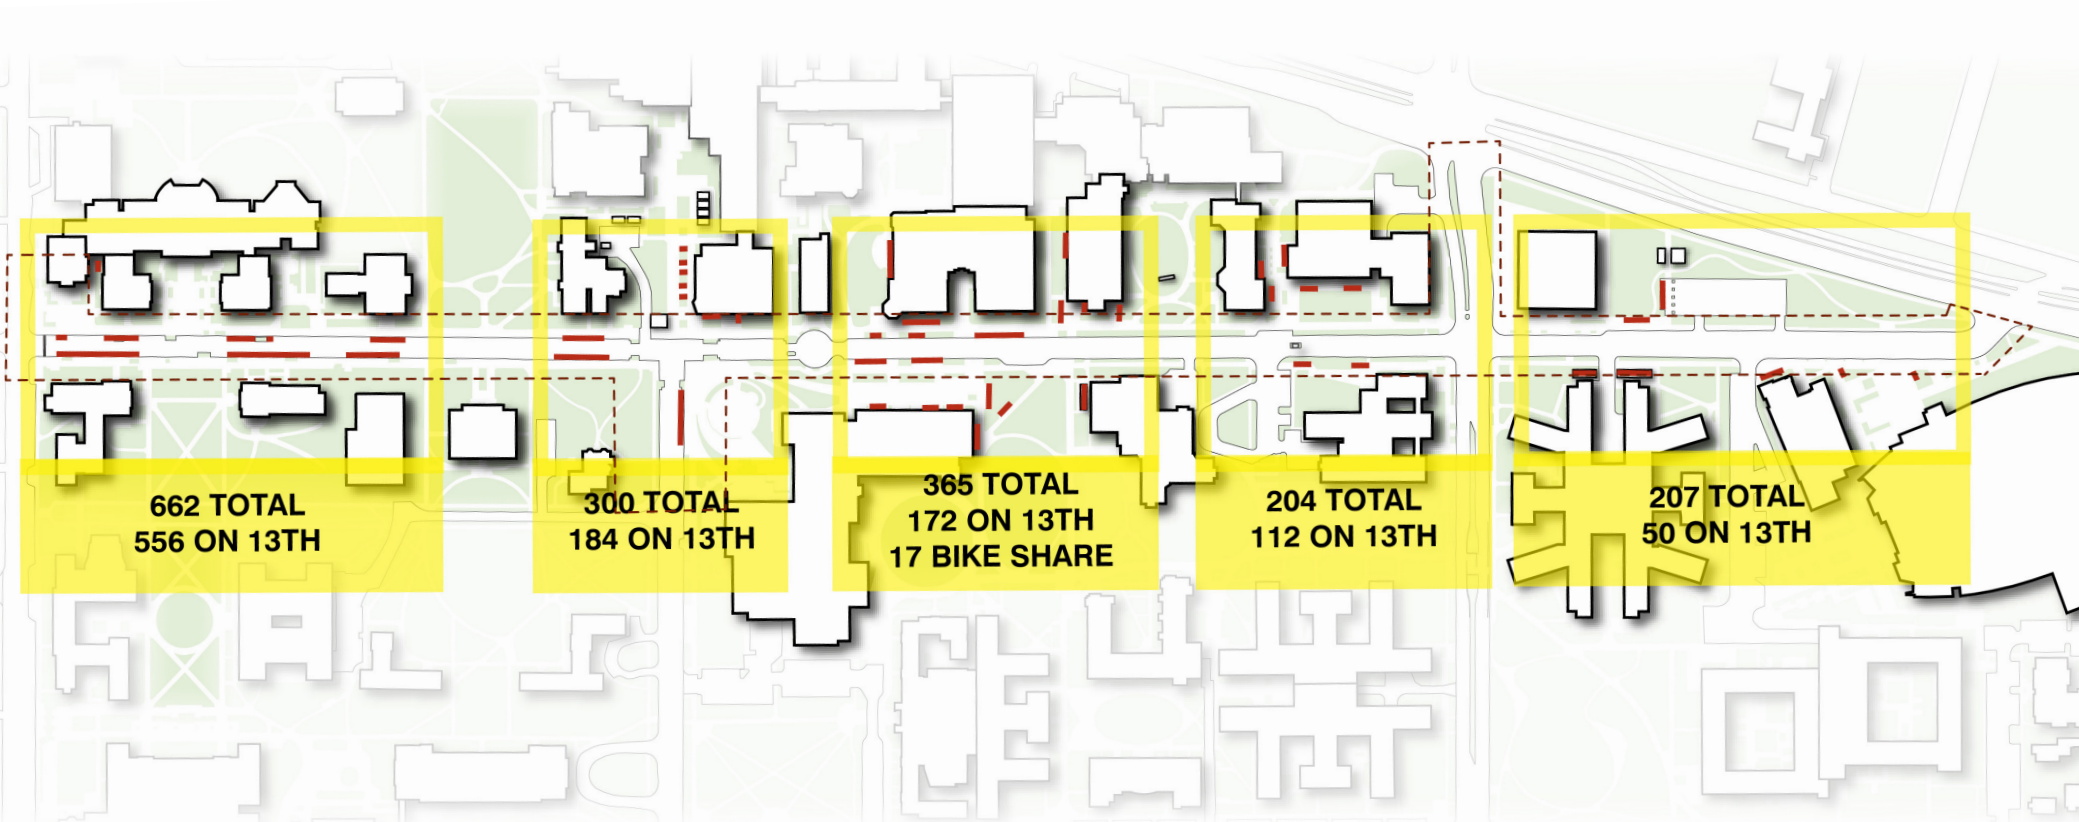 662 TOTAL
556 ON 13TH
300 TOTAL
184 ON 13TH
365 TOTAL
172 ON 13TH
17 BIKE SHARE
204 TOTAL
112 ON 13TH
207 TOTAL
50 ON 13TH